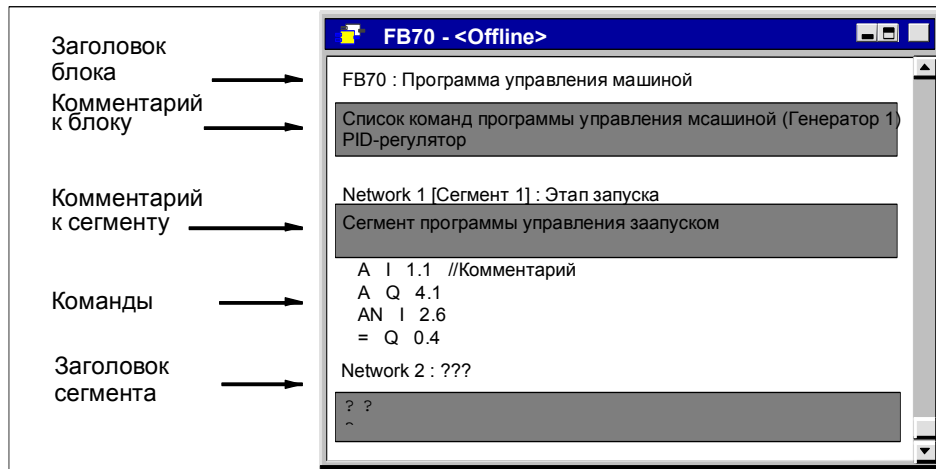 FB70 - <Offline>
Заголовок
блока
FB70 : Программа управления машиной
Комментарий
к блоку
Список команд программы управления мсашиной (Генератор 1)
PID-регулятор
Комментарий
к сегменту
Network 1 [Сегмент 1] : Этап запуска
Сегмент программы управления заапуском
Команды
A I 1.1 //Комментарий
A Q 4.1
AN I 2.6
= Q 0.4
Заголовок
сегмента
Network 2 : ???
? ?